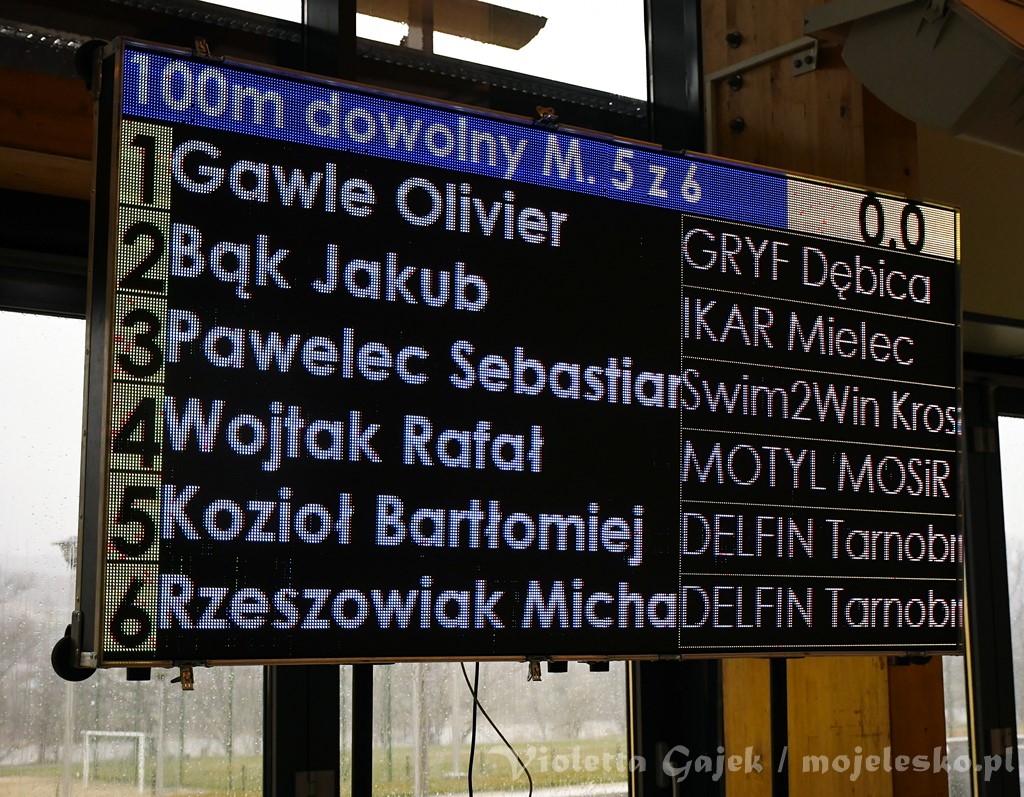 100m dowolny M. 5 z 6 0.0
1 Gawle Olivier GRYF Dębica
2 Bąk Jakub IKAR Mielec
3 Pawelec Sebastian Swim2Win Kros
4 Wojtak Rafał MOTYL MOSiR
5 Kozioł Bartłomiej DELFIN Tarnobr
6 Rzeszowiak Micha DELFIN Tarnobr
Violetta Gajek / mojelesko.pl